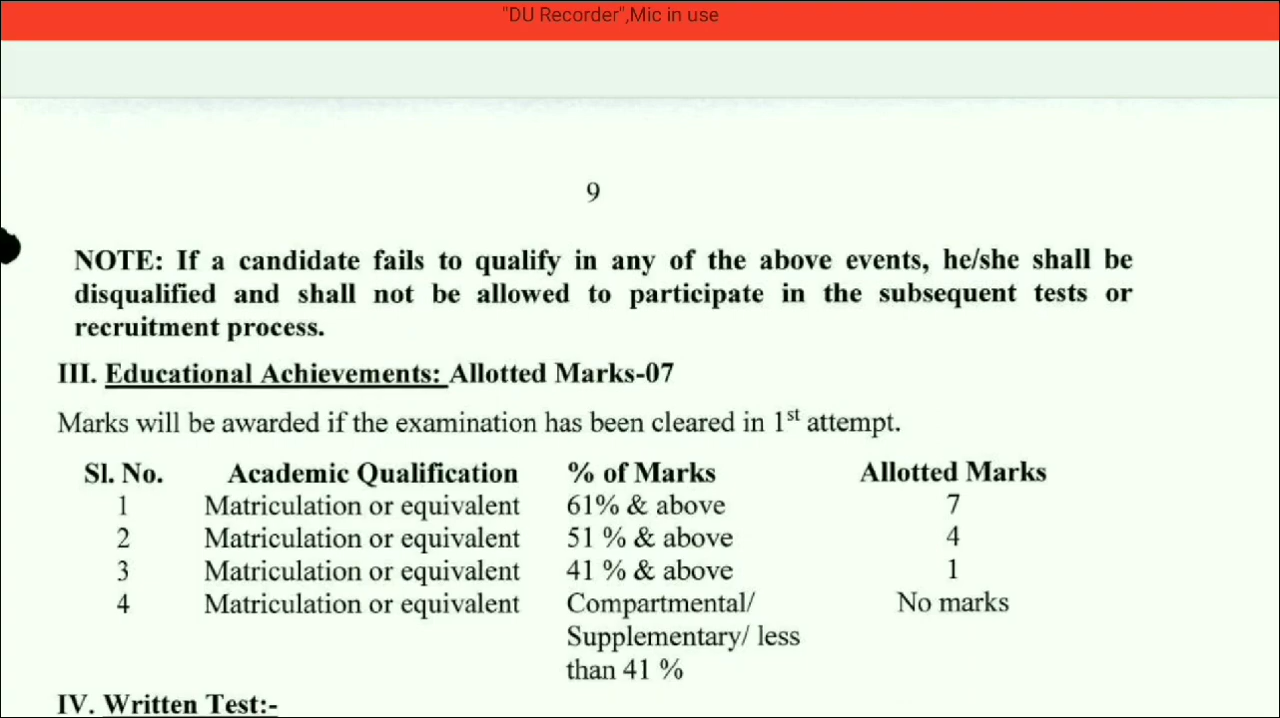 "DU Recorder",Mic in use
9
NOTE: If a candidate fails to qualify in any of the above events, he/she shall be
disqualified and shall not be allowed to participate in the subsequent tests or
recruitment process.
III. Educational Achievements: Allotted Marks-07
Marks will be awarded if the examination has been cleared in 1st attempt.
Sl. No. Academic Qualification % of Marks Allotted Marks
1 Matriculation or equivalent 61% & above 7
2 Matriculation or equivalent 51 % & above 4
3 Matriculation or equivalent 41 % & above 1
4 Matriculation or equivalent Compartmental/ No marks
Supplementary/ less
than 41 %
IV. Written Test:-